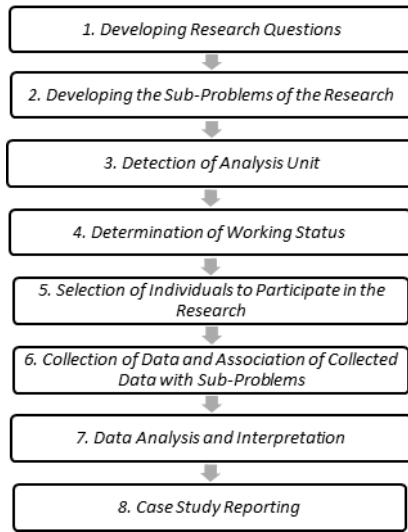 1. Developing Research Questions
2. Developing the Sub-Problems of the Research
3. Detection of Analysis Unit
4. Determination of Working Status
5. Selection of Individuals to Participate in the
Research
6. Collection of Data and Association of Collected
Data with Sub-Problems
7. Data Analysis and Interpretation
8. Case Study Reporting